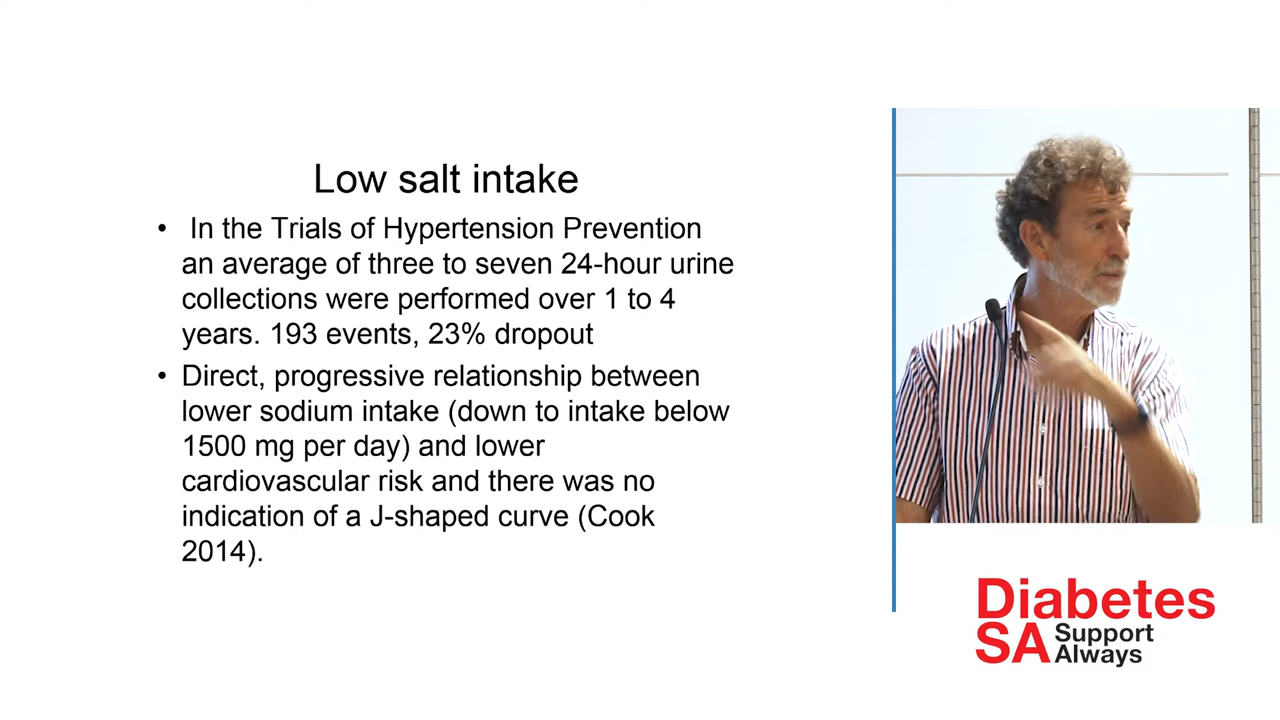 Low salt intake
• In the Trials of Hypertension Prevention
an average of three to seven 24-hour urine
collections were performed over 1 to 4
years. 193 events, 23% dropout
• Direct, progressive relationship between
lower sodium intake (down to intake below
1500 mg per day) and lower
cardiovascular risk and there was no
indication of a J-shaped curve (Cook
2014).
Diabetes
SA Support
Always